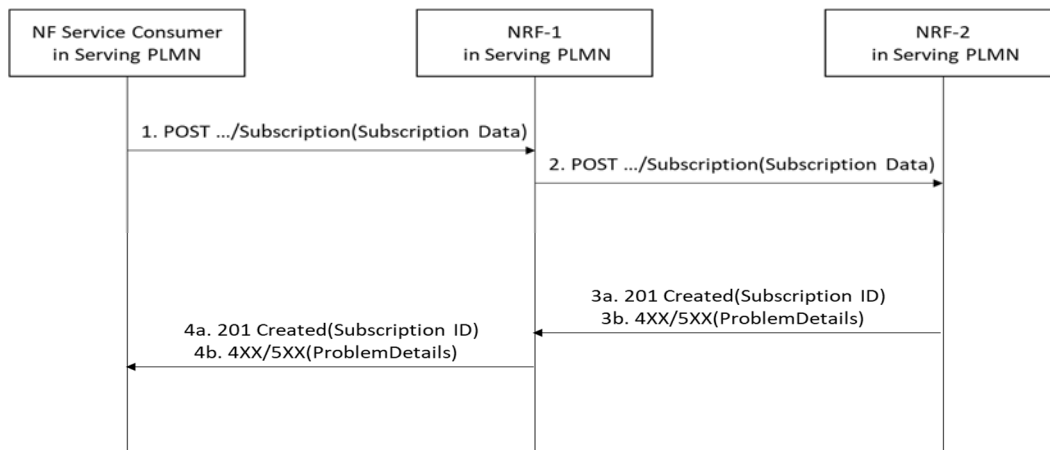 NF Service Consumer
in Serving PLMN
NRF-1
in Serving PLMN
NRF-2
in Serving PLMN
1. POST .../Subscription(Subscription Data)
2. POST .../Subscription(Subscription Data)
3a. 201 Created(Subscription ID)
3b. 4XX/5XX(ProblemDetails)
4a. 201 Created(Subscription ID)
4b. 4XX/5XX(ProblemDetails)